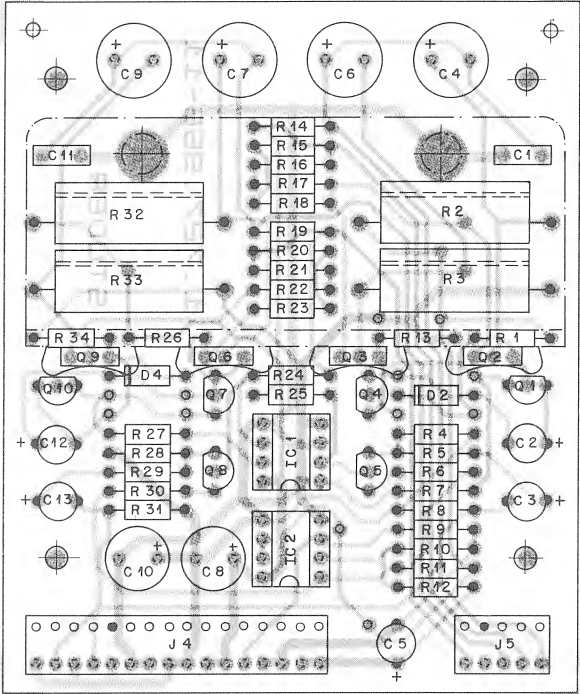 + + + +
C9 C7 C6 C4
R14
R15
C11 R16 C1
R17
R18
R32 R2
R19
R20
R33 R21 R3
R22
R23
R34 R26 R13 R1
Q9 Q6 Q3 Q2
D4 R24
Q10 Q7 R25 Q4 D2 Q1
R27 R4
+ C12 R28 IC1 R5 C2 +
R29 Q8 Q5 R6
+ C13 R30 R7 C3 +
R31 R8
R9
+ + IC2 R10
C10 C8 R11
R12
J4 C5 J5
+